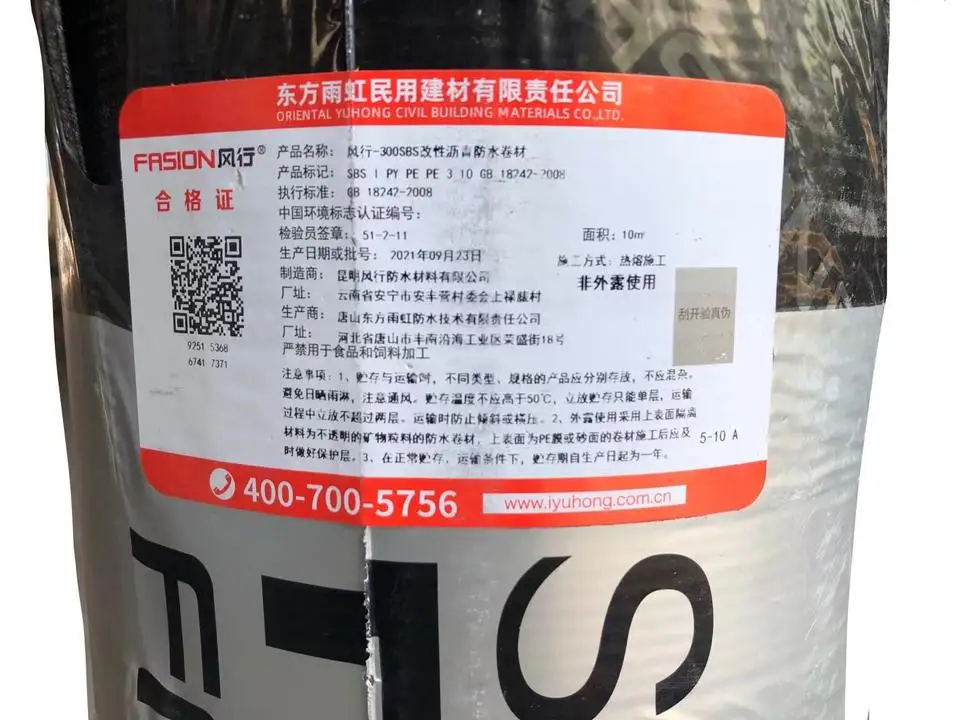 东方雨虹民用建材有限责任公司
ORIENTAL YUHONG CIVIL BUILDING MATERIALS CO.,LTD.
FASION风行®
合格证
产品名称： 风行-300SBS改性沥青防水卷材
产品标记： SBS I PY PE PE 3 10 GB 18242-2008
执行标准： GB 18242-2008
中国环境标志认证编号：
检验员签章： 51-2-11
面积：10㎡
生产日期或批号： 2021年09月23日
施工方式：热熔施工
制造商： 昆明风行防水材料有限公司
非外露使用
厂址： 云南省安宁市安丰营村委会上禄脿村
生产商： 唐山东方雨虹防水技术有限责任公司
厂址： 河北省唐山市丰南沿海工业区荣盛街18号
严禁用于食品和饲料加工
刮开验真伪
9251 5368
6741 7371
注意事项：1、贮存与运输时，不同类型、规格的产品应分别存放，不应混杂。
避免日晒雨淋，注意通风。贮存温度不应高于50℃，立放贮存只能单层，运输
过程中立放不超过两层。运输时防止倾斜或横压。2、外露使用采用上表面隔离
材料为不透明的矿物粒料的防水卷材，上表面为PE膜或砂面的卷材施工后应及
时做好保护层。3、在正常贮存、运输条件下，贮存期自生产日起为一年。
5-10 A
400-700-5756
www.iyuhong.com.cn